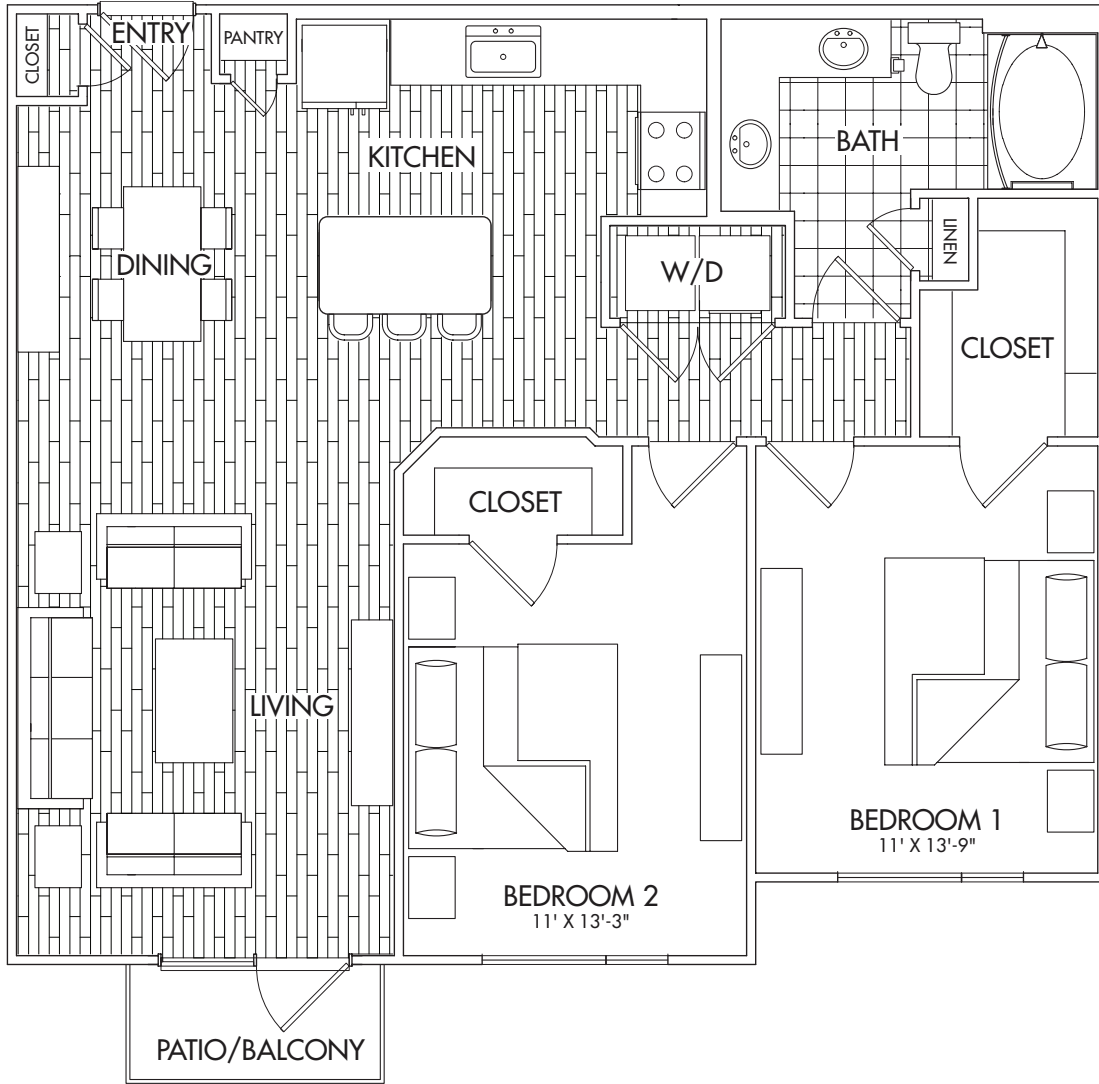 CLOSET
ENTRY
PANTRY
KITCHEN
BATH
DINING
W/D
LINEN
CLOSET
CLOSET
LIVING
BEDROOM 1
11' X 13'-9"
BEDROOM 2
11' X 13'-3"
PATIO/BALCONY